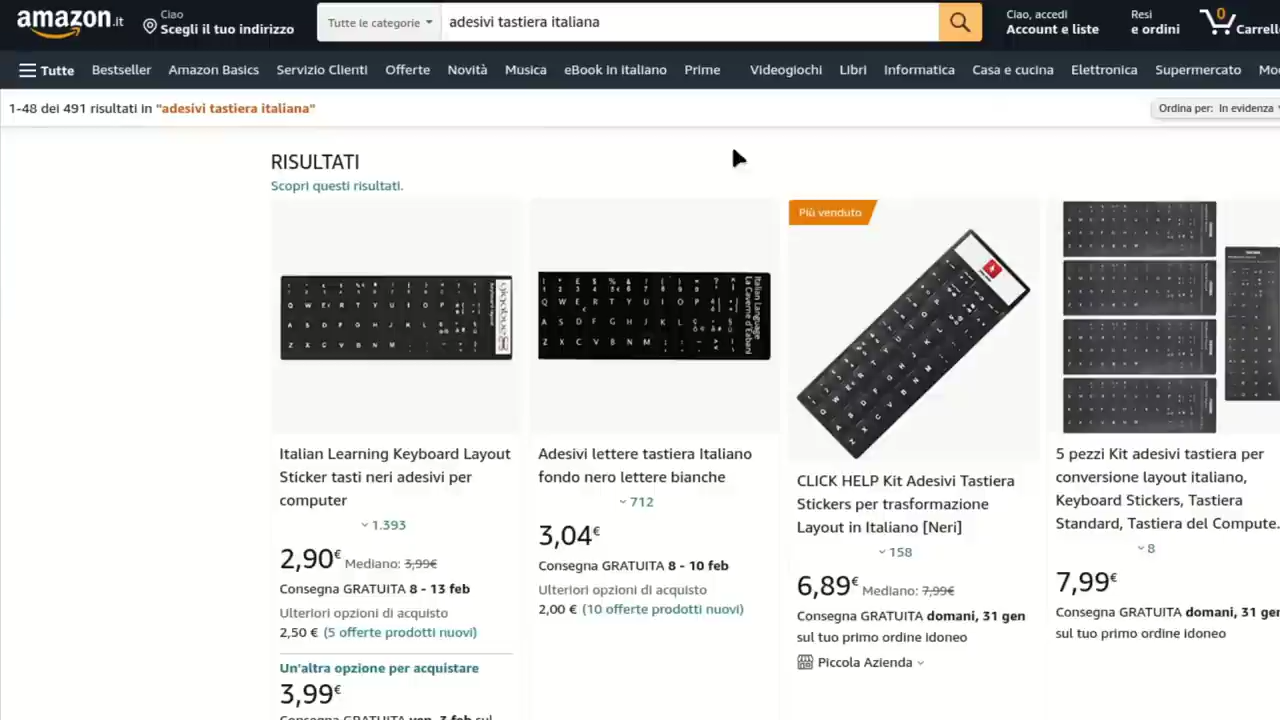 amazon.it
Ciao
Scegli il tuo indirizzo
Tutte le categorie
adesivi tastiera italiana
Ciao, accedi
Account e liste
Resi
e ordini
0
Tutte
Bestseller
Amazon Basics
Servizio Clienti
Offerte
Novità
Musica
eBook in Italiano
Prime
Videogiochi
Libri
Informatica
Casa e cucina
Elettronica
Supermercato
1-48 dei 491 risultati in "adesivi tastiera italiana"
Ordina per: In evidenza
RISULTATI
Scopri questi risultati.
Più venduto
Italian Language
La Caverne d'Eabani
Italian Learning Keyboard Layout
Sticker tasti neri adesivi per
computer
1.393
2,90€ Mediano: 3,99€
Consegna GRATUITA 8 - 13 feb
Ulteriori opzioni di acquisto
2,50 € (5 offerte prodotti nuovi)
Un'altra opzione per acquistare
3,99€
Consegna GRATUITA ven, 3 feb sul
Adesivi lettere tastiera Italiano
fondo nero lettere bianche
712
3,04€
Consegna GRATUITA 8 - 10 feb
Ulteriori opzioni di acquisto
2,00 € (10 offerte prodotti nuovi)
CLICK HELP Kit Adesivi Tastiera
Stickers per trasformazione
Layout in Italiano [Neri]
158
6,89€ Mediano: 7,99€
Consegna GRATUITA domani, 31 gen
sul tuo primo ordine idoneo
Piccola Azienda
5 pezzi Kit adesivi tastiera per
conversione layout italiano,
Keyboard Stickers, Tastiera
Standard, Tastiera del Compute...
8
7,99€
Consegna GRATUITA domani, 31
sul tuo primo ordine idoneo